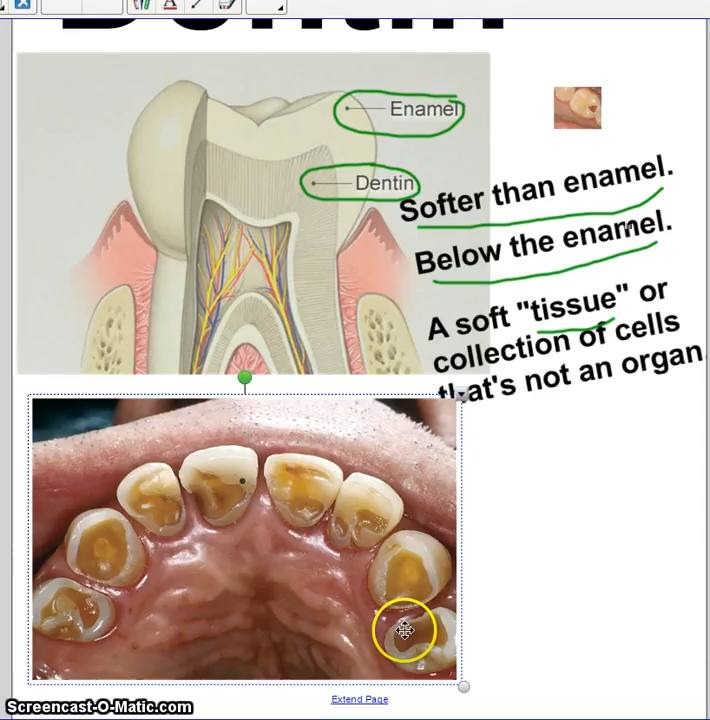 Enamel
Dentin
Softer than enamel.
Below the enamel.
A soft "tissue" or
collection of cells
that's not an organ.
Extend Page
Screencast-O-Matic.com